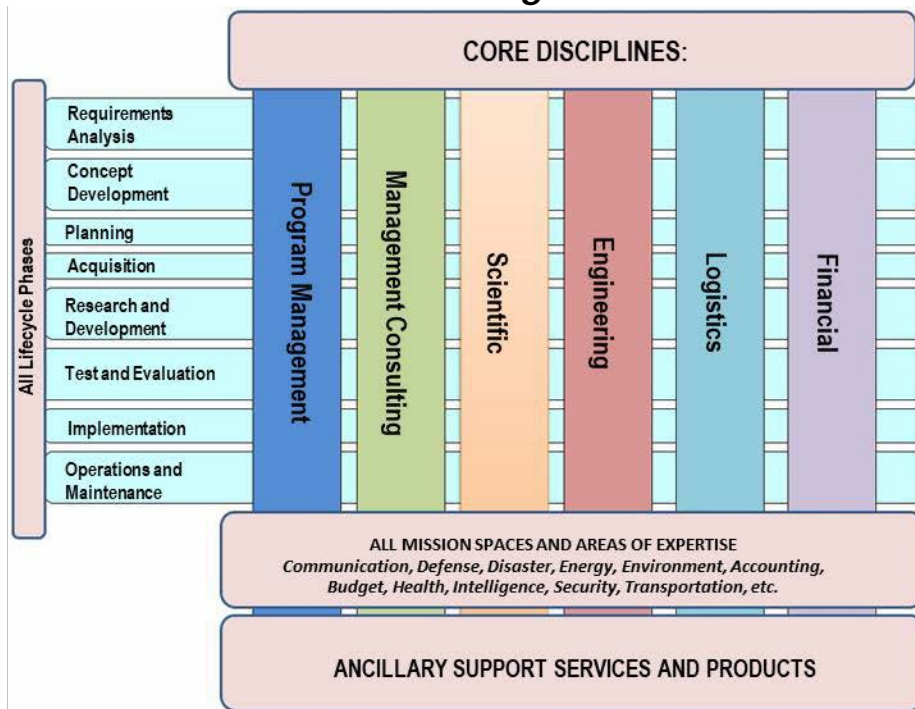 CORE DISCIPLINES:
All Lifecycle Phases
Requirements
Analysis
Concept
Development
Planning
Acquisition
Research and
Development
Test and Evaluation
Implementation
Operations and
Maintenance
Program Management
Management Consulting
Scientific
Engineering
Logistics
Financial
ALL MISSION SPACES AND AREAS OF EXPERTISE
Communication, Defense, Disaster, Energy, Environment, Accounting,
Budget, Health, Intelligence, Security, Transportation, etc.
ANCILLARY SUPPORT SERVICES AND PRODUCTS